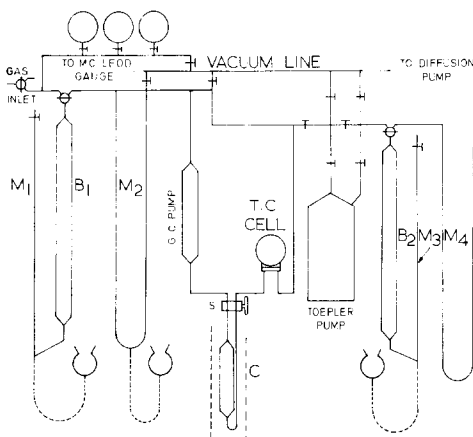 TO MC LEOD
GAUGE
VACUUM LINE
TO DIFFUSION
PUMP
GAS
INLET
M1
B1
M2
G.C PUMP
T.C
CELL
S
C
TOEPLER
PUMP
B2
M3
M4